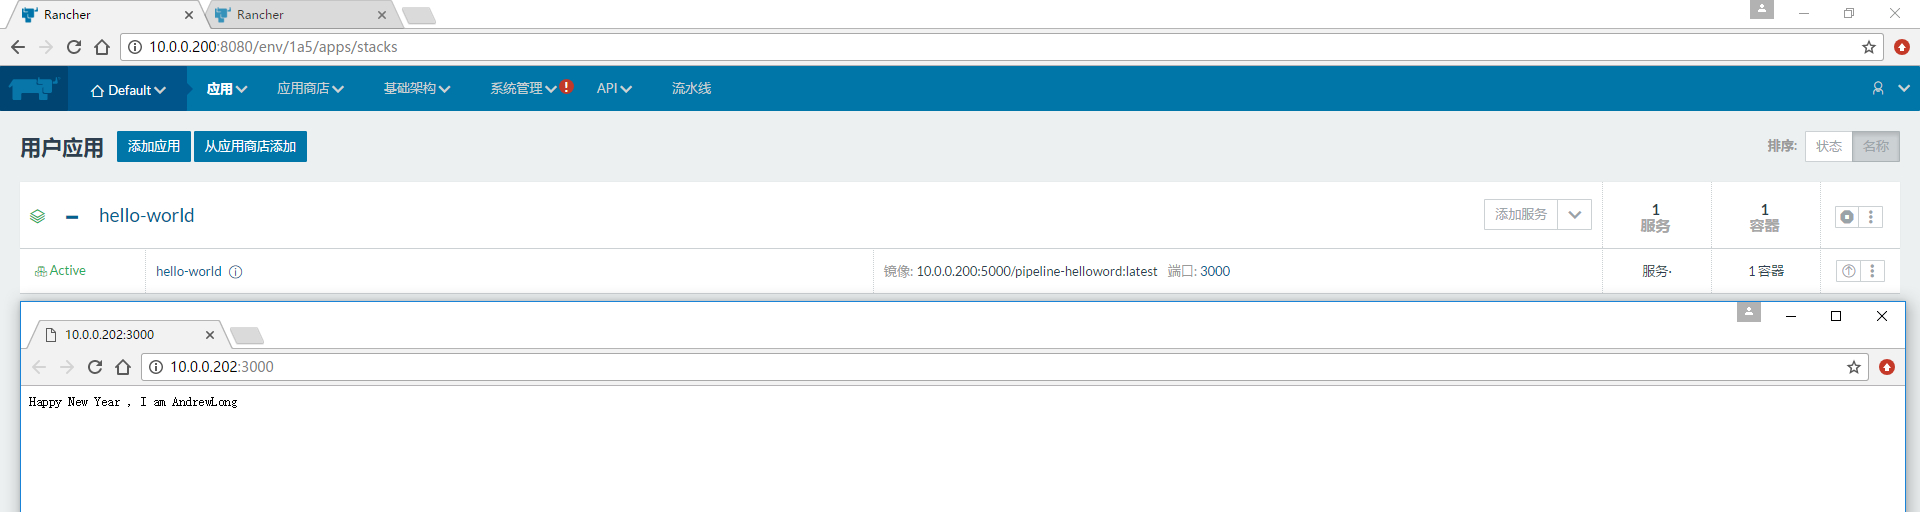 Rancher Rancher
10.0.0.200:8080/env/1a5/apps/stacks
Default 应用 应用商店 基础架构 系统管理 ! API 流水线
用户应用 添加应用 从应用商店添加 排序: 状态 名称
hello-world 添加服务 1 服务 1 容器
Active hello-world 镜像: 10.0.0.200:5000/pipeline-helloword:latest 端口: 3000 服务· 1 容器
10.0.0.202:3000
10.0.0.202:3000
Happy New Year , I am AndrewLong